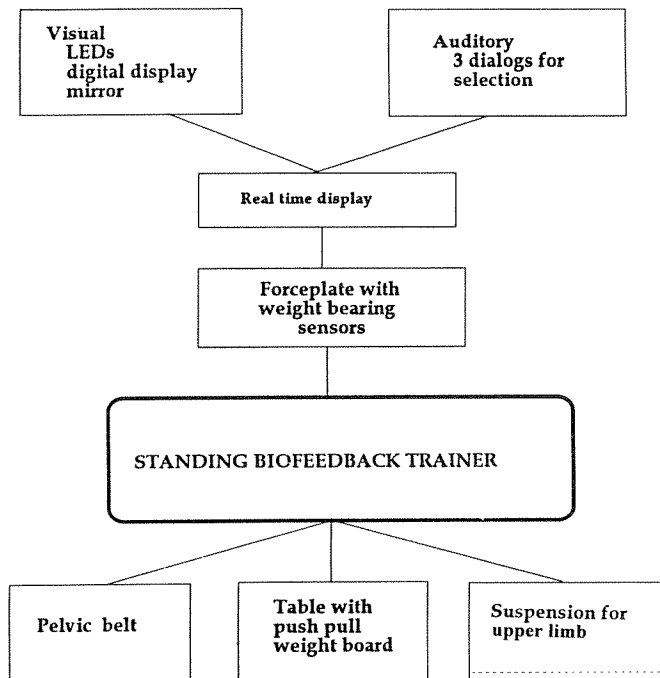 Visual
LEDs
digital display
mirror
Auditory
3 dialogs for
selection
Real time display
Forceplate with
weight bearing
sensors
STANDING BIOFEEDBACK TRAINER
Pelvic belt
Table with
push pull
weight board
Suspension for
upper limb